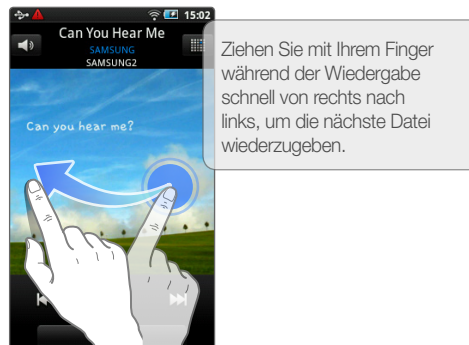 15:02
Can You Hear Me
SAMSUNG
SAMSUNG2
Can you hear me?
Ziehen Sie mit Ihrem Finger
während der Wiedergabe
schnell von rechts nach
links, um die nächste Datei
wiederzugeben.